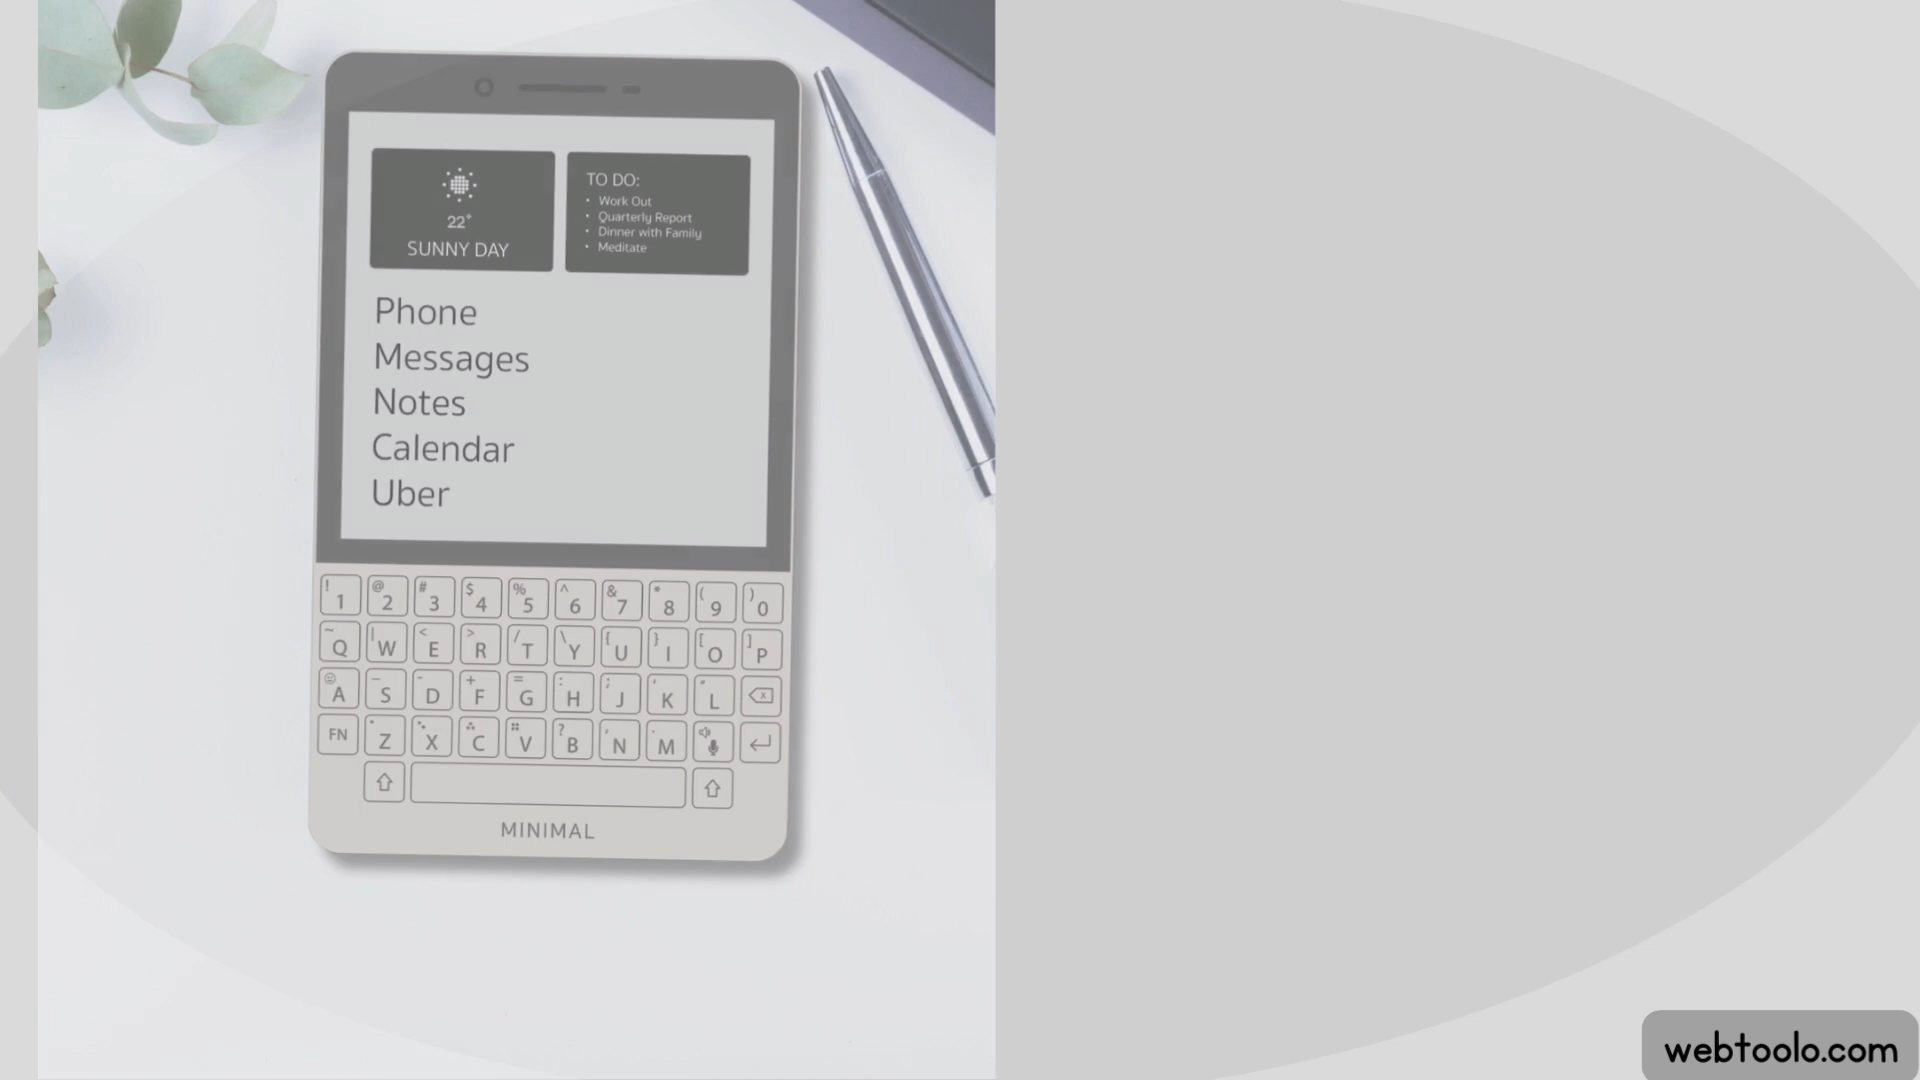 22°
SUNNY DAY
TO DO:
• Work Out
• Quarterly Report
• Dinner with Family
• Meditate
Phone
Messages
Notes
Calendar
Uber
! 1 @ 2 # 3 $ 4 % 5 ^ 6 & 7 * 8 ( 9 ) 0
~ Q | W < E > R / T \ Y { U } I [ O ] P
A S D + F = G : H ; J K L
FN Z X C V ? B N M
MINIMAL
webtoolo.com